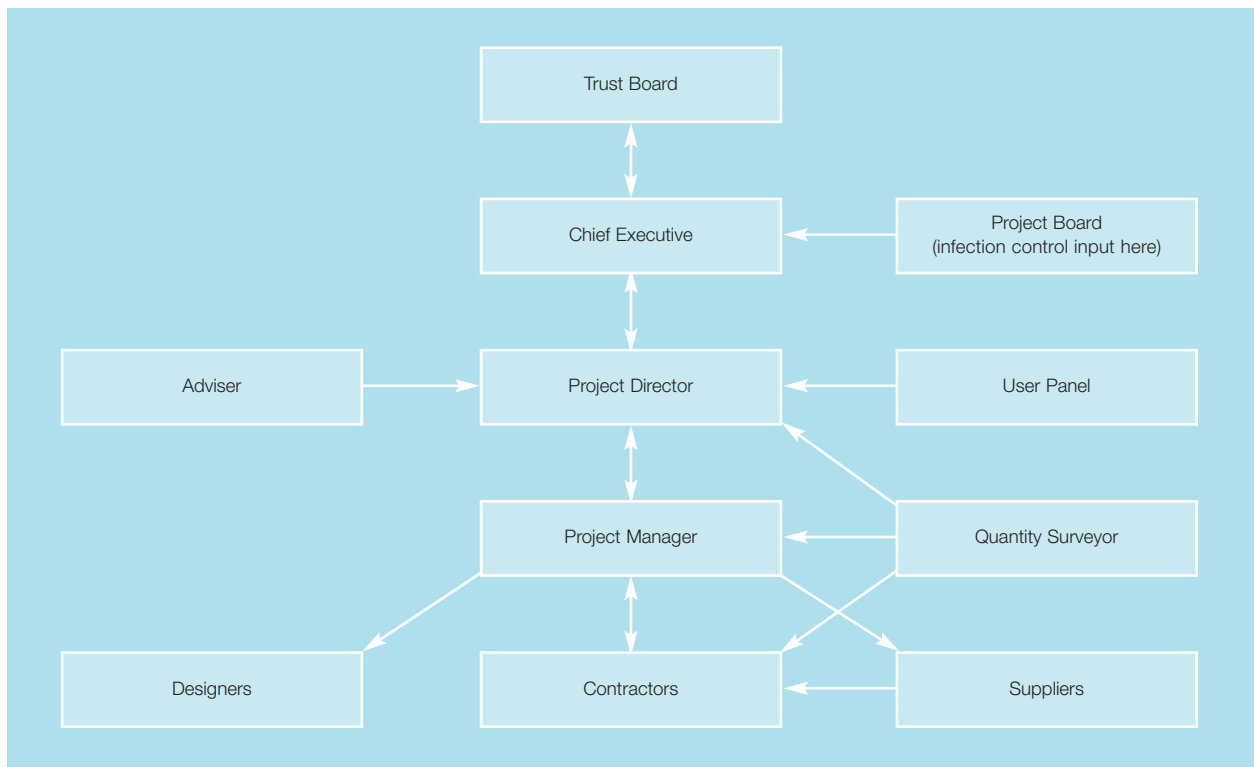 Trust Board
Chief Executive
Project Board
(infection control input here)
Adviser
Project Director
User Panel
Project Manager
Quantity Surveyor
Designers
Contractors
Suppliers